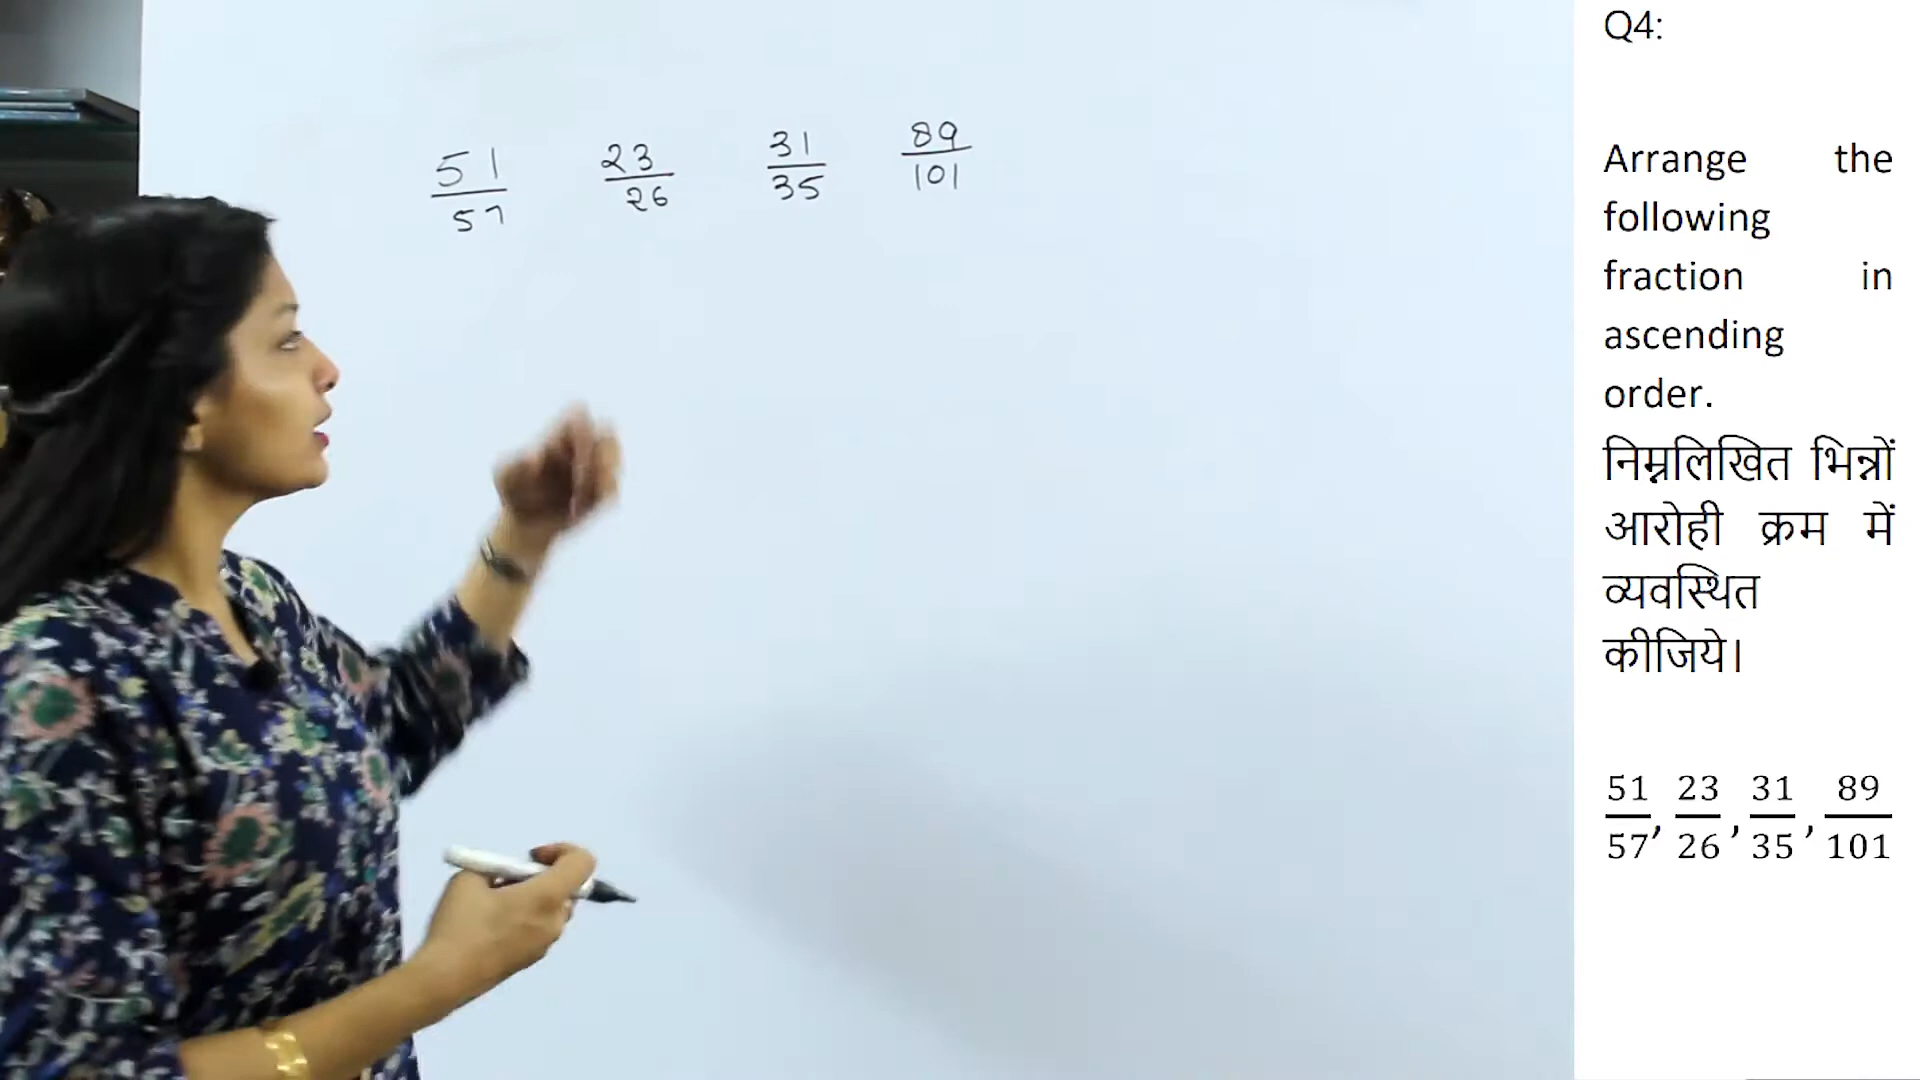 51 23 31 89
57 26 35 101
Q4:
Arrange the
following
fraction in
ascending
order.
निम्नलिखित भिन्नों
आरोही क्रम में
व्यवस्थित
कीजिये।
51/57, 23/26, 31/35, 89/101